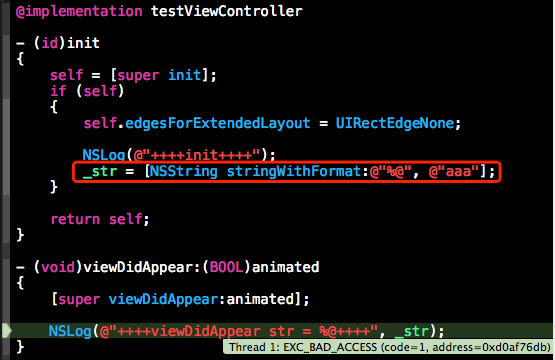 @implementation testViewController
- (id)init
{
self = [super init];
if (self)
{
self.edgesForExtendedLayout = UIRectEdgeNone;
NSLog(@"++++init++++");
_str = [NSString stringWithFormat:@"%@", @"aaa"];
}
return self;
}
- (void)viewDidAppear:(BOOL)animated
{
[super viewDidAppear:animated];
NSLog(@"++++viewDidAppear str = %@++++", _str);
Thread 1: EXC_BAD_ACCESS (code=1, address=0xd0af76db)
}